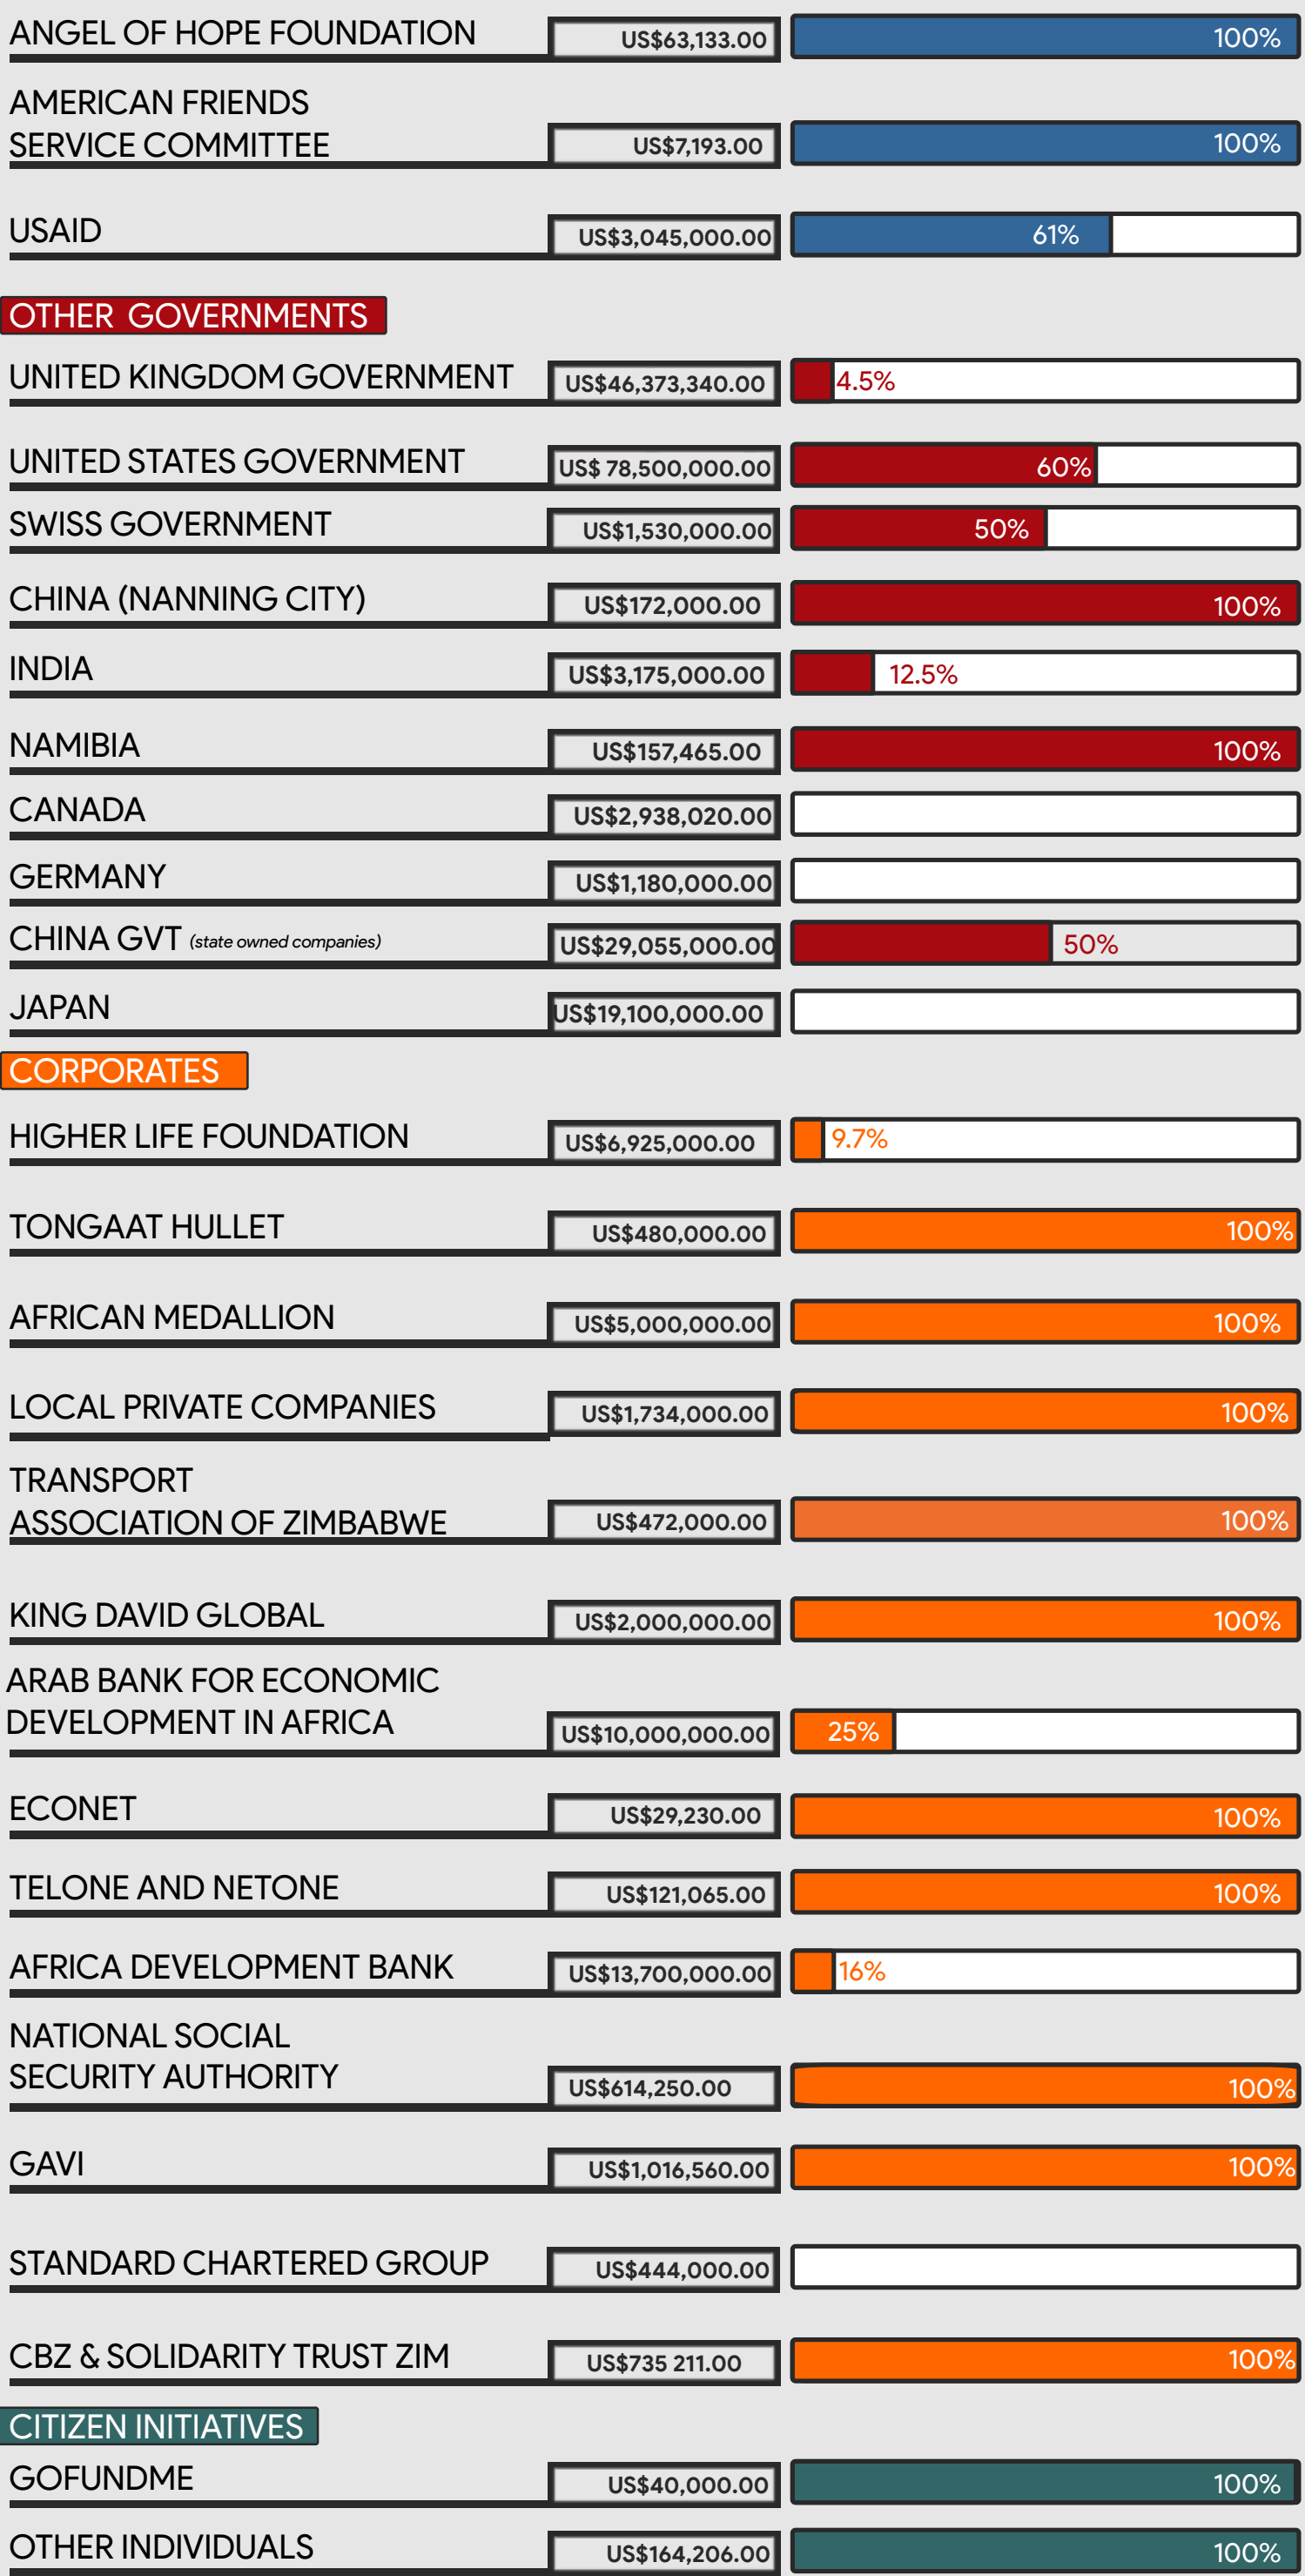 ANGEL OF HOPE FOUNDATION US$63,133.00 100%
AMERICAN FRIENDS
SERVICE COMMITTEE US$7,193.00 100%
USAID US$3,045,000.00 61%
OTHER GOVERNMENTS
UNITED KINGDOM GOVERNMENT US$46,373,340.00 4.5%
UNITED STATES GOVERNMENT US$ 78,500,000.00 60%
SWISS GOVERNMENT US$1,530,000.00 50%
CHINA (NANNING CITY) US$172,000.00 100%
INDIA US$3,175,000.00 12.5%
NAMIBIA US$157,465.00 100%
CANADA US$2,938,020.00
GERMANY US$1,180,000.00
CHINA GVT (state owned companies) US$29,055,000.00 50%
JAPAN US$19,100,000.00
CORPORATES
HIGHER LIFE FOUNDATION US$6,925,000.00 9.7%
TONGAAT HULLET US$480,000.00 100%
AFRICAN MEDALLION US$5,000,000.00 100%
LOCAL PRIVATE COMPANIES US$1,734,000.00 100%
TRANSPORT
ASSOCIATION OF ZIMBABWE US$472,000.00 100%
KING DAVID GLOBAL US$2,000,000.00 100%
ARAB BANK FOR ECONOMIC
DEVELOPMENT IN AFRICA US$10,000,000.00 25%
ECONET US$29,230.00 100%
TELONE AND NETONE US$121,065.00 100%
AFRICA DEVELOPMENT BANK US$13,700,000.00 16%
NATIONAL SOCIAL
SECURITY AUTHORITY US$614,250.00 100%
GAVI US$1,016,560.00 100%
STANDARD CHARTERED GROUP US$444,000.00
CBZ & SOLIDARITY TRUST ZIM US$735 211.00 100%
CITIZEN INITIATIVES
GOFUNDME US$40,000.00 100%
OTHER INDIVIDUALS US$164,206.00 100%